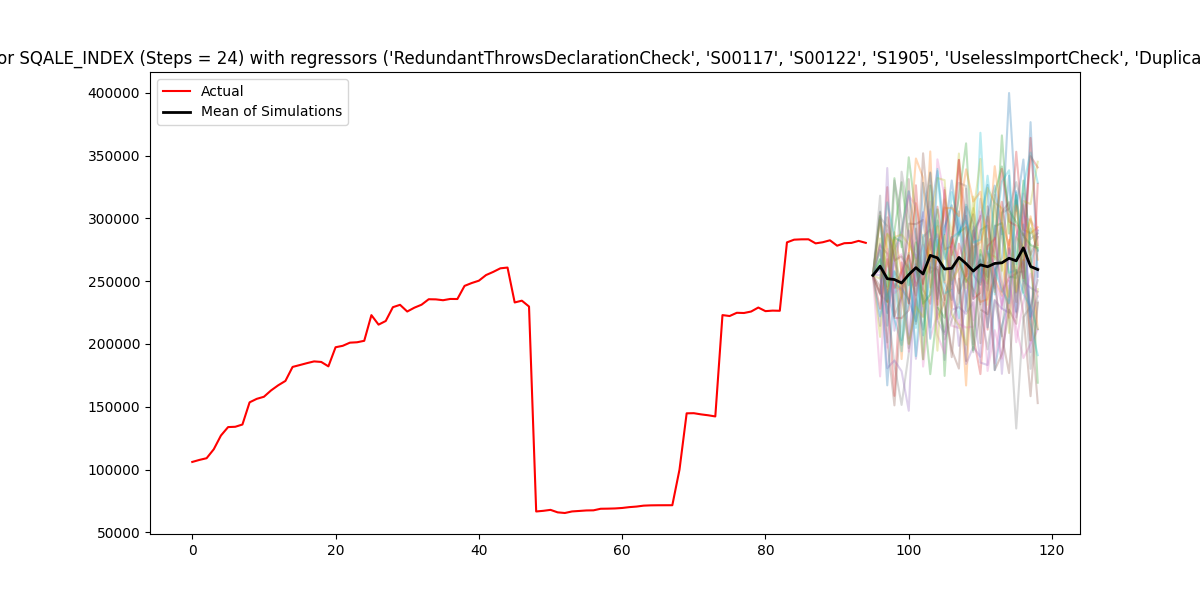 or SQALE_INDEX (Steps = 24) with regressors ('RedundantThrowsDeclarationCheck', 'S00117', 'S00122', 'S1905', 'UselessImportCheck', 'Duplica
Actual
Mean of Simulations
400000
350000
300000
250000
200000
150000
100000
50000
0 20 40 60 80 100 120